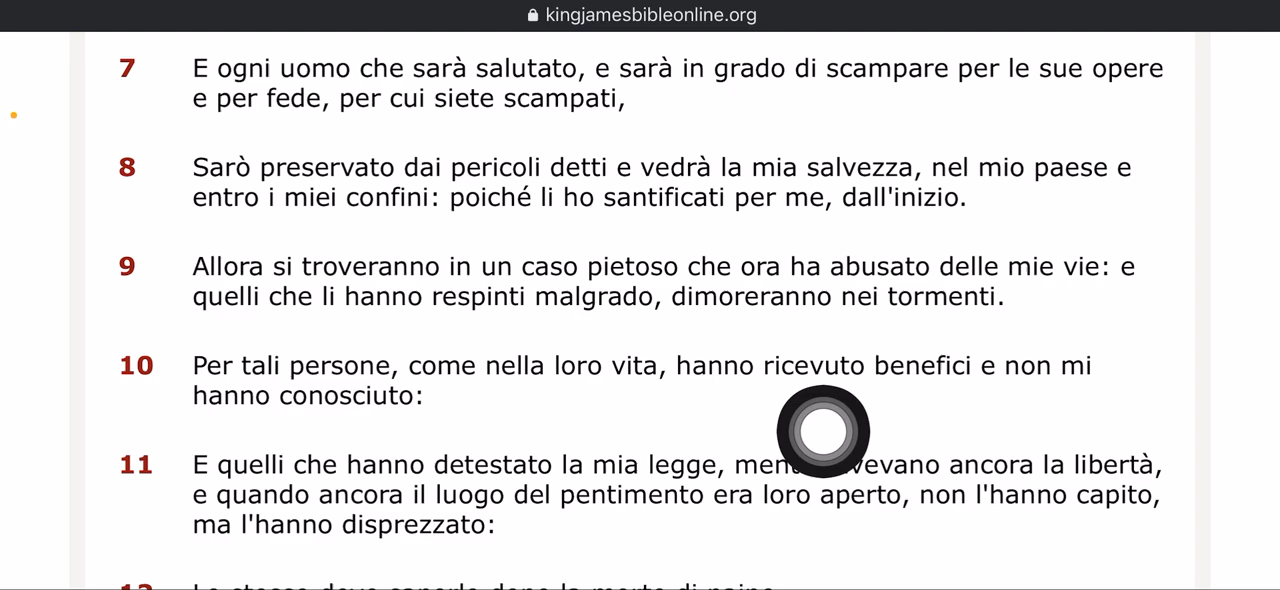 kingjamesbibleonline.org
7 E ogni uomo che sarà salutato, e sarà in grado di scampare per le sue opere
e per fede, per cui siete scampati,
8 Sarò preservato dai pericoli detti e vedrà la mia salvezza, nel mio paese e
entro i miei confini: poiché li ho santificati per me, dall'inizio.
9 Allora si troveranno in un caso pietoso che ora ha abusato delle mie vie: e
quelli che li hanno respinti malgrado, dimoreranno nei tormenti.
10 Per tali persone, come nella loro vita, hanno ricevuto benefici e non mi
hanno conosciuto:
11 E quelli che hanno detestato la mia legge, ancora la libertà,
e quando ancora il luogo del pentimento era loro aperto, non l'hanno capito,
ma l'hanno disprezzato: